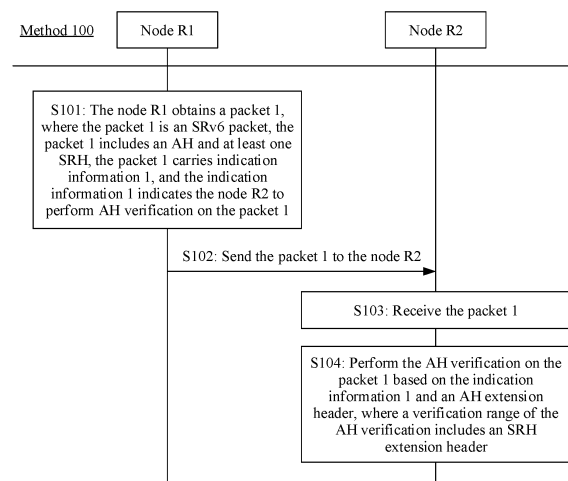 Method 100
Node R1
Node R2
S101: The node R1 obtains a packet 1,
where the packet 1 is an SRv6 packet, the
packet 1 includes an AH and at least one
SRH, the packet 1 carries indication
information 1, and the indication
information 1 indicates the node R2 to
perform AH verification on the packet 1
S102: Send the packet 1 to the node R2
S103: Receive the packet 1
S104: Perform the AH verification on the
packet 1 based on the indication
information 1 and an AH extension
header, where a verification range of the
AH verification includes an SRH
extension header